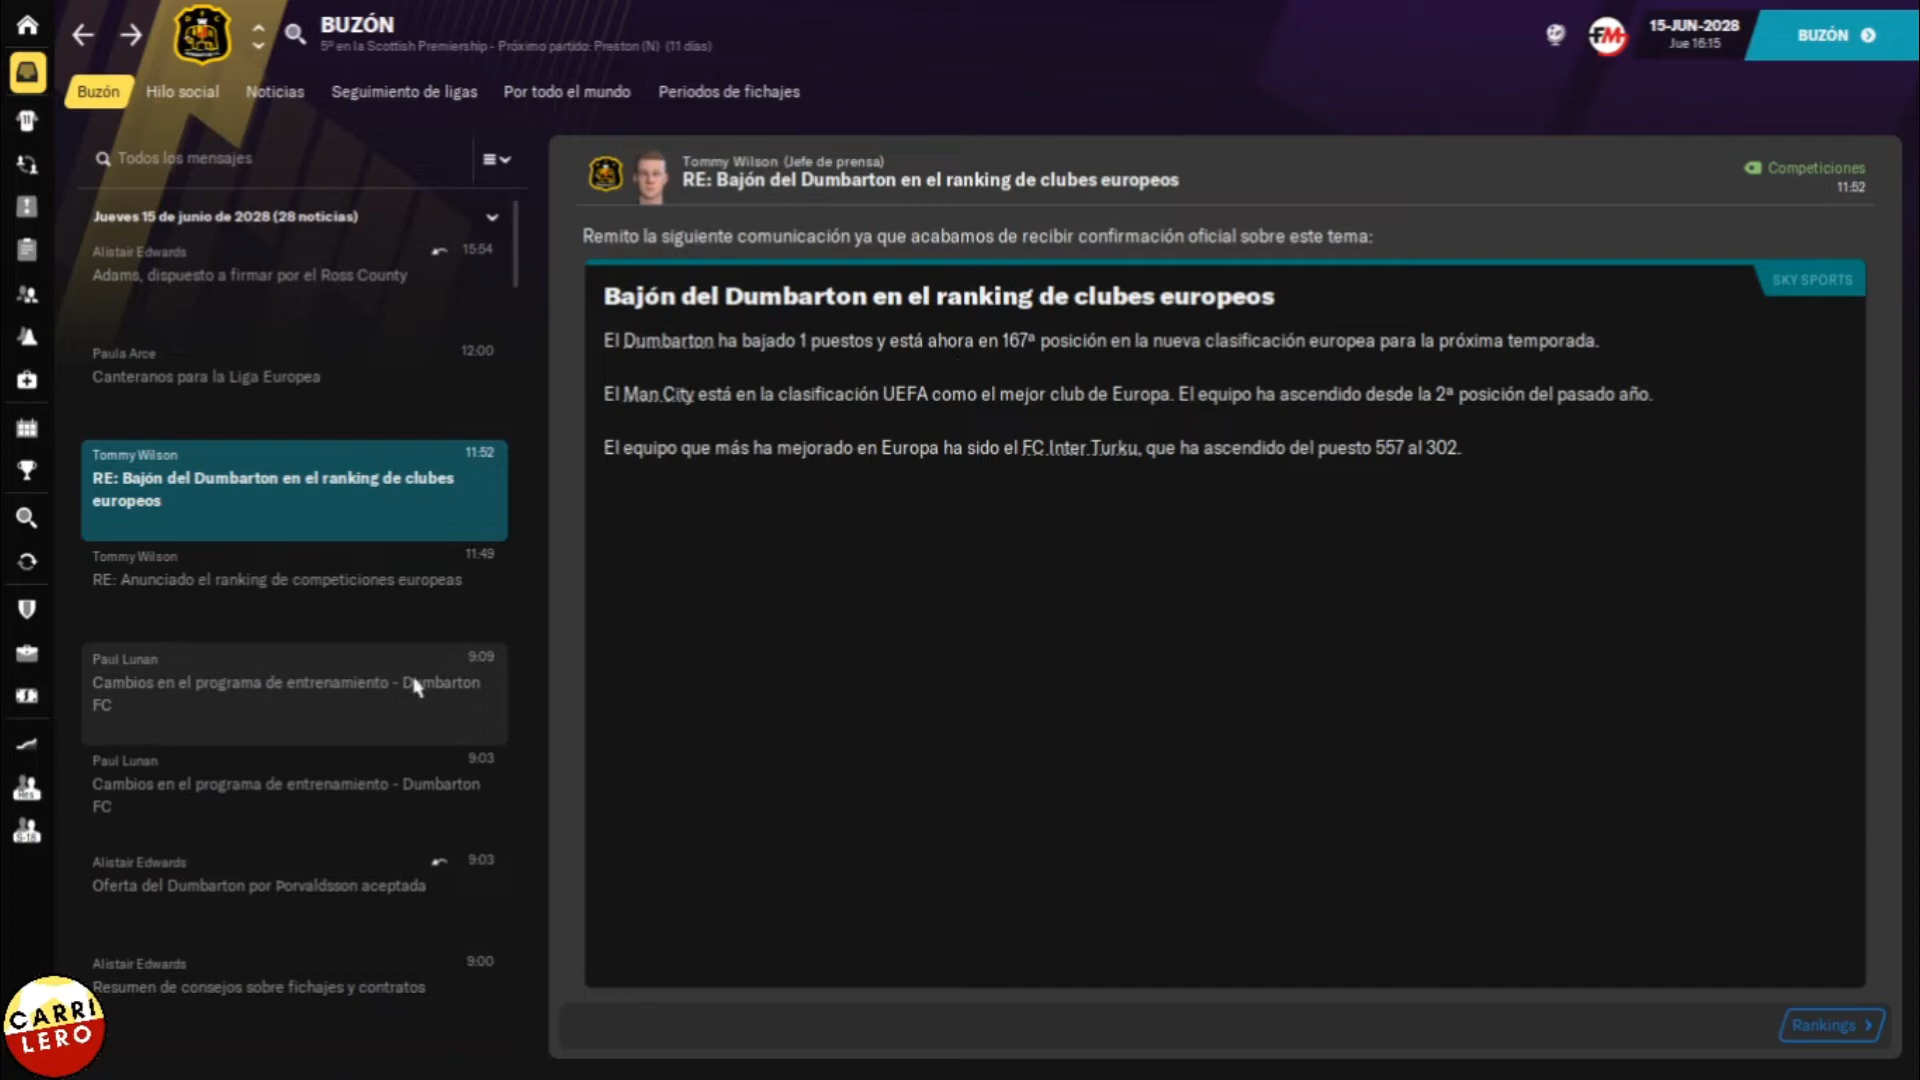 BUZÓN
5º en la Scottish Premiership - Próximo partido: Preston (N) (11 días)
FM
15-JUN-2028
Jue 16:15
BUZÓN
Buzón
Hilo social
Noticias
Seguimiento de ligas
Por todo el mundo
Periodos de fichajes
Todos los mensajes
Jueves 15 de junio de 2028 (28 noticias)
Alistair Edwards
15:54
Adams, dispuesto a firmar por el Ross County
Paula Arce
12:00
Canteranos para la Liga Europea
Tommy Wilson
11:52
RE: Bajón del Dumbarton en el ranking de clubes
europeos
Tommy Wilson
11:49
RE: Anunciado el ranking de competiciones europeas
Paul Lunan
9:09
Cambios en el programa de entrenamiento - Dumbarton
FC
Paul Lunan
9:03
Cambios en el programa de entrenamiento - Dumbarton
FC
Alistair Edwards
9:03
Oferta del Dumbarton por Þorvaldsson aceptada
Alistair Edwards
9:00
Resumen de consejos sobre fichajes y contratos
Tommy Wilson (Jefe de prensa)
RE: Bajón del Dumbarton en el ranking de clubes europeos
Competiciones
11:52
Remito la siguiente comunicación ya que acabamos de recibir confirmación oficial sobre este tema:
SKY SPORTS
Bajón del Dumbarton en el ranking de clubes europeos
El Dumbarton ha bajado 1 puestos y está ahora en 167ª posición en la nueva clasificación europea para la próxima temporada.
El Man City está en la clasificación UEFA como el mejor club de Europa. El equipo ha ascendido desde la 2ª posición del pasado año.
El equipo que más ha mejorado en Europa ha sido el FC Inter Turku, que ha ascendido del puesto 557 al 302.
Rankings
Res
S-18
CARRI
LERO